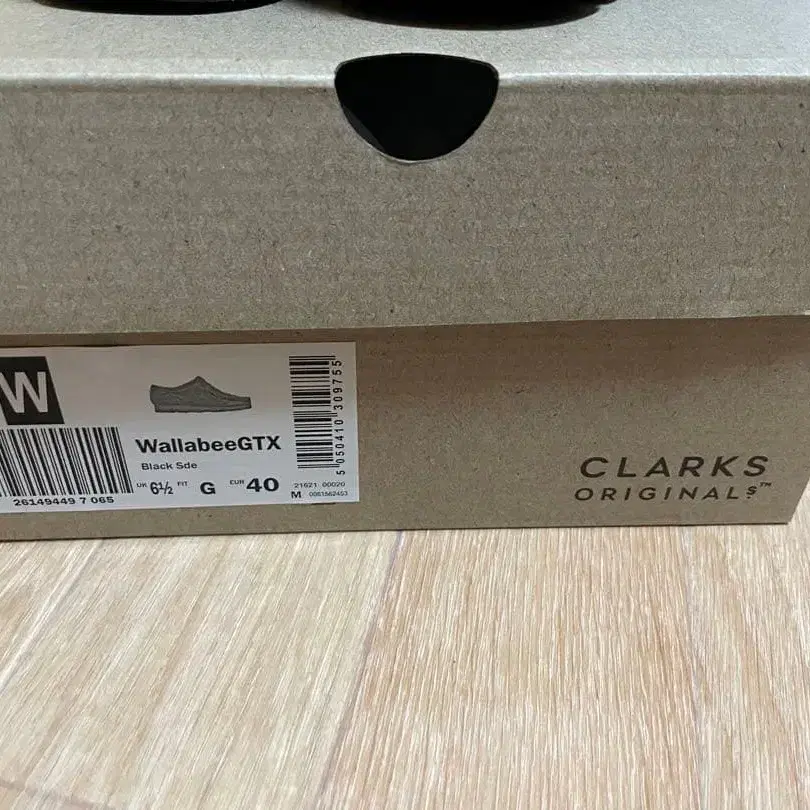 W
WallabeeGTX
Black Sde
26149449 7 065
UK 6½ FIT G EUR 40
5 050410 309755
21621 00020
M 0061562453
CLARKS
ORIGINALS™